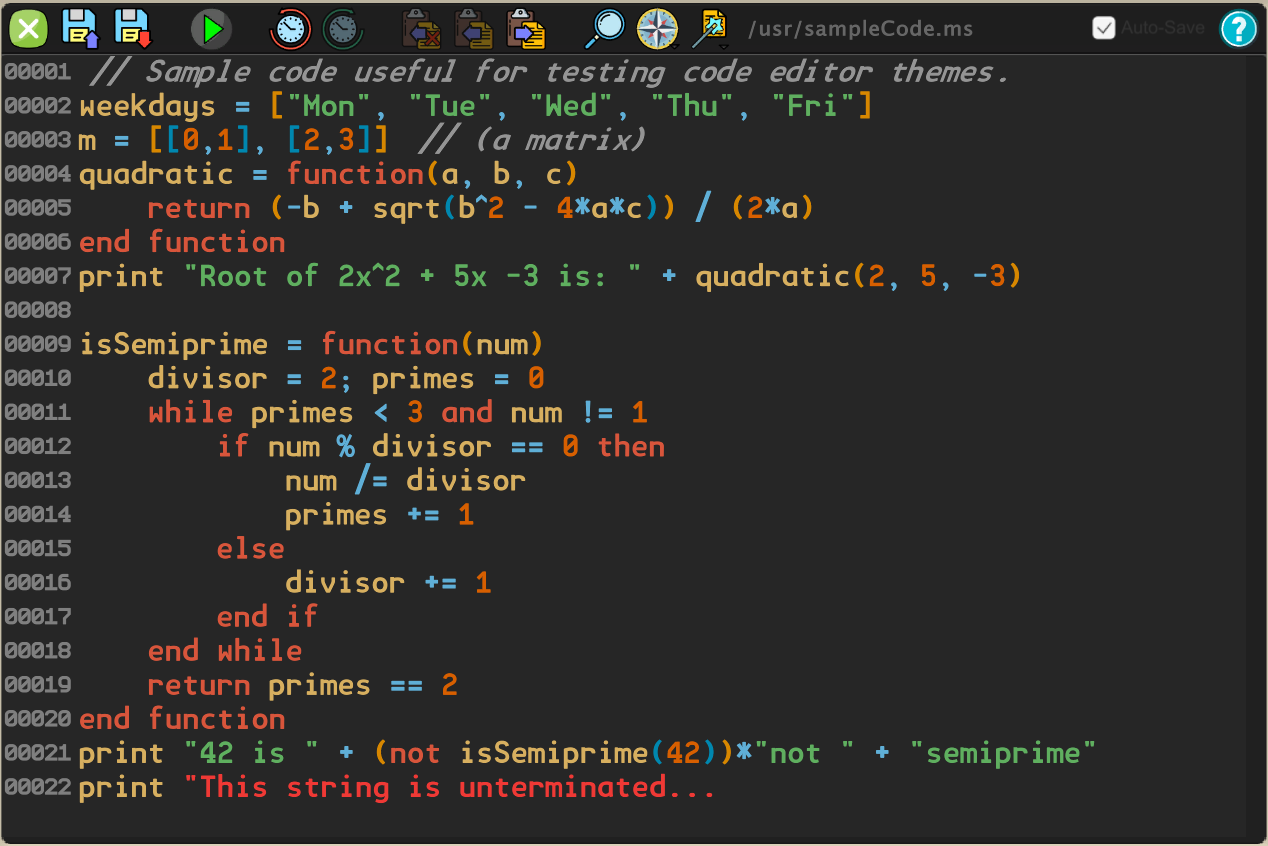 /usr/sampleCode.ms Auto-Save ?
00001 // Sample code useful for testing code editor themes.
00002 weekdays = ["Mon", "Tue", "Wed", "Thu", "Fri"]
00003 m = [[0,1], [2,3]]  // (a matrix)
00004 quadratic = function(a, b, c)
00005     return (-b + sqrt(b^2 - 4*a*c)) / (2*a)
00006 end function
00007 print "Root of 2x^2 + 5x -3 is: " + quadratic(2, 5, -3)
00008
00009 isSemiprime = function(num)
00010     divisor = 2; primes = 0
00011     while primes < 3 and num != 1
00012         if num % divisor == 0 then
00013             num /= divisor
00014             primes += 1
00015         else
00016             divisor += 1
00017         end if
00018     end while
00019     return primes == 2
00020 end function
00021 print "42 is " + (not isSemiprime(42))*"not " + "semiprime"
00022 print "This string is unterminated...